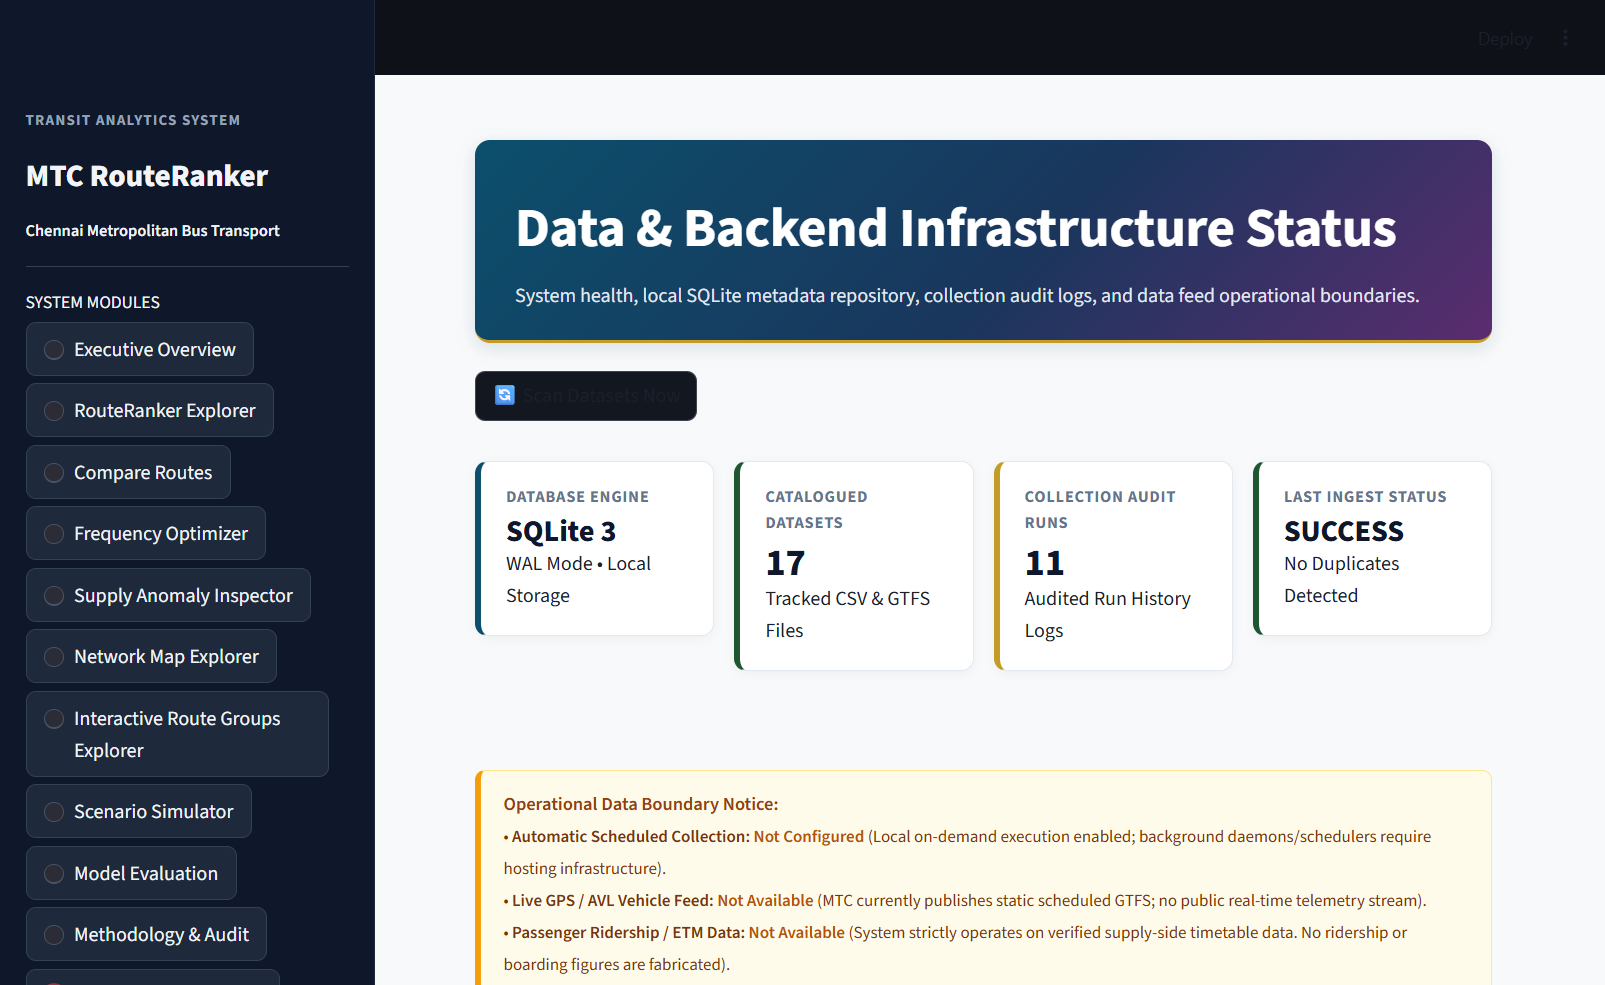 Deploy
TRANSIT ANALYTICS SYSTEM
MTC RouteRanker
Chennai Metropolitan Bus Transport
SYSTEM MODULES
Executive Overview
RouteRanker Explorer
Compare Routes
Frequency Optimizer
Supply Anomaly Inspector
Network Map Explorer
Interactive Route Groups
Explorer
Scenario Simulator
Model Evaluation
Methodology & Audit
Data & Backend Infrastructure Status
System health, local SQLite metadata repository, collection audit logs, and data feed operational boundaries.
Scan Datasets Now
DATABASE ENGINE
SQLite 3
WAL Mode • Local
Storage
CATALOGUED
DATASETS
17
Tracked CSV & GTFS
Files
COLLECTION AUDIT
RUNS
11
Audited Run History
Logs
LAST INGEST STATUS
SUCCESS
No Duplicates
Detected
Operational Data Boundary Notice:
• Automatic Scheduled Collection: Not Configured (Local on-demand execution enabled; background daemons/schedulers require
hosting infrastructure).
• Live GPS / AVL Vehicle Feed: Not Available (MTC currently publishes static scheduled GTFS; no public real-time telemetry stream).
• Passenger Ridership / ETM Data: Not Available (System strictly operates on verified supply-side timetable data. No ridership or
boarding figures are fabricated).